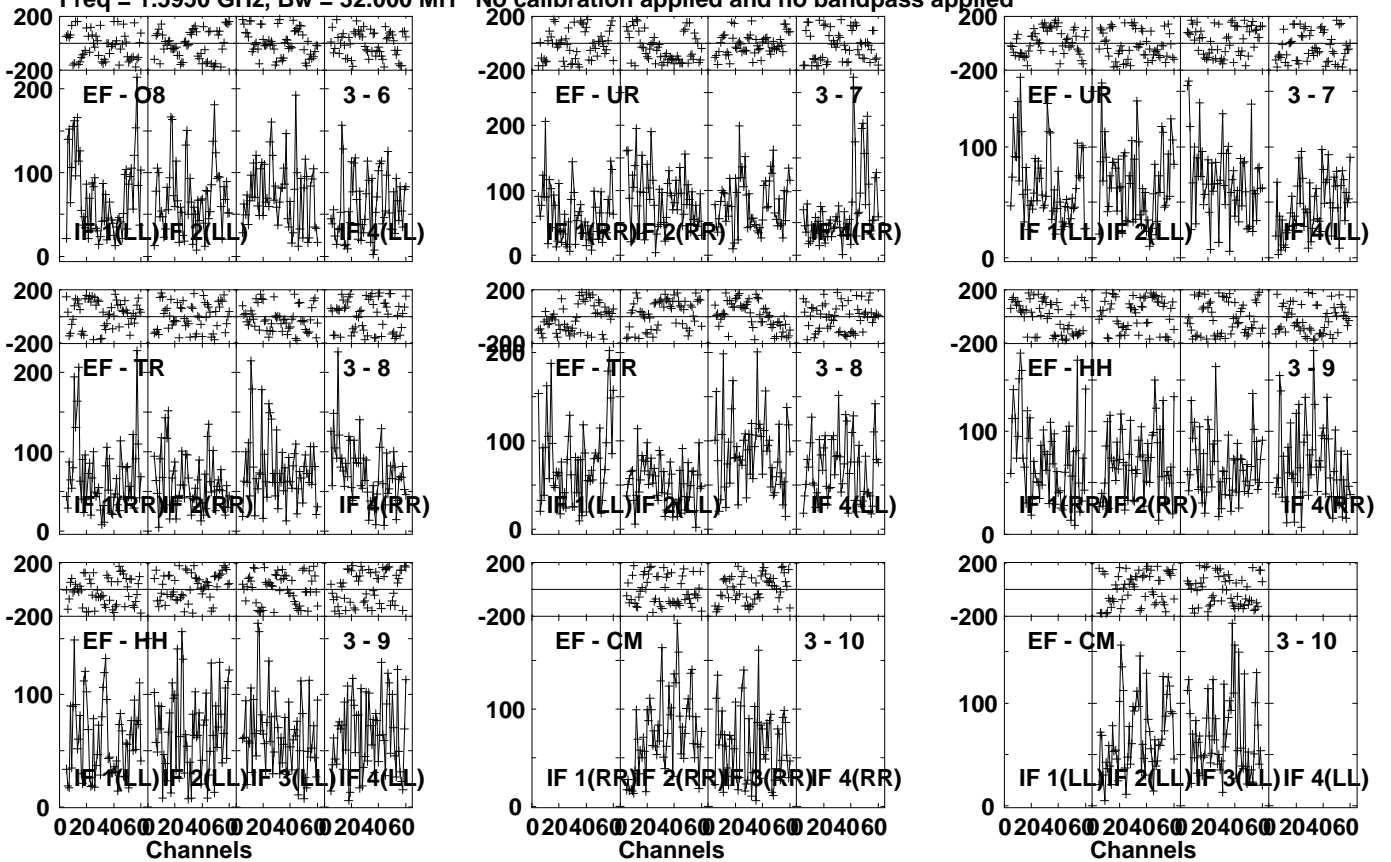 Freq = 1.5950 GHz, Bw = 32.000 MH No calibration applied and no bandpass applied
200
-200
200
100
0
EF - O8 3 - 6
IF 1(LL) IF 2(LL) IF 4(LL)
200
-200
200
100
0
EF - UR 3 - 7
IF 1(RR) IF 2(RR) IF 4(RR)
200
-200
100
0
EF - UR 3 - 7
IF 1(LL) IF 2(LL) IF 4(LL)
200
-200
200
100
0
EF - TR 3 - 8
IF 1(RR) IF 2(RR) IF 4(RR)
200
-200
200
100
0
EF - TR 3 - 8
IF 1(LL) IF 2(LL) IF 4(LL)
200
-200
100
0
EF - HH 3 - 9
IF 1(RR) IF 2(RR) IF 4(RR)
200
-200
100
0
EF - HH 3 - 9
IF 1(LL) IF 2(LL) IF 3(LL) IF 4(LL)
0 20 40 60 0 20 40 60 0 20 40 60 0 20 40 60
Channels
200
-200
100
0
EF - CM 3 - 10
IF 1(RR) IF 2(RR) IF 3(RR) IF 4(RR)
0 20 40 60 0 20 40 60 0 20 40 60 0 20 40 60
Channels
200
-200
100
0
EF - CM 3 - 10
IF 1(LL) IF 2(LL) IF 3(LL) IF 4(LL)
0 20 40 60 0 20 40 60 0 20 40 60 0 20 40 60
Channels